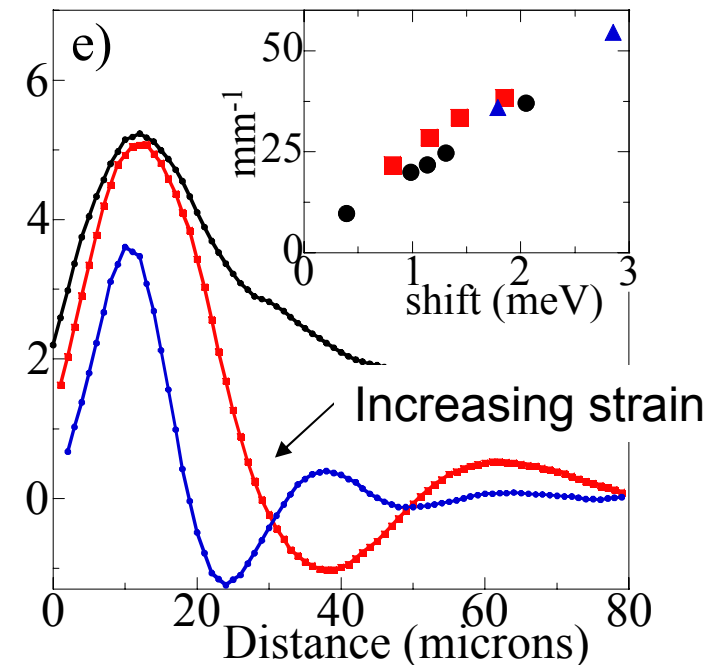 e)
6
4
2
0
0 20 40 60 80
Distance (microns)
Increasing strain
50
25
0
mm-1
0 1 2 3
shift (meV)